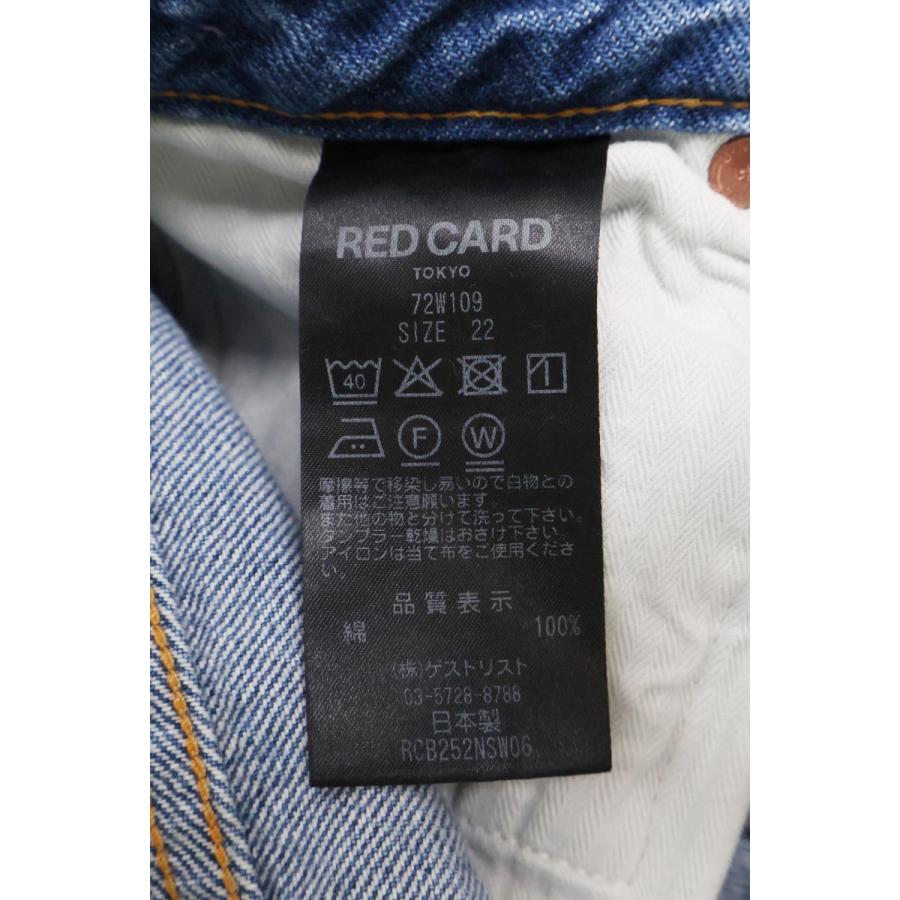 RED CARD
TOKYO
72W109
SIZE 22
40
F W
摩擦等で移染し易いので白物との
着用はご注意願います。
また他の物と分けて洗って下さい。
タンブラー乾燥はおさけ下さい。
アイロンは当て布をご使用くださ
い。
品質表示
綿 100%
(株)ゲストリスト
03-5728-8788
日本製
RCB252NSW06